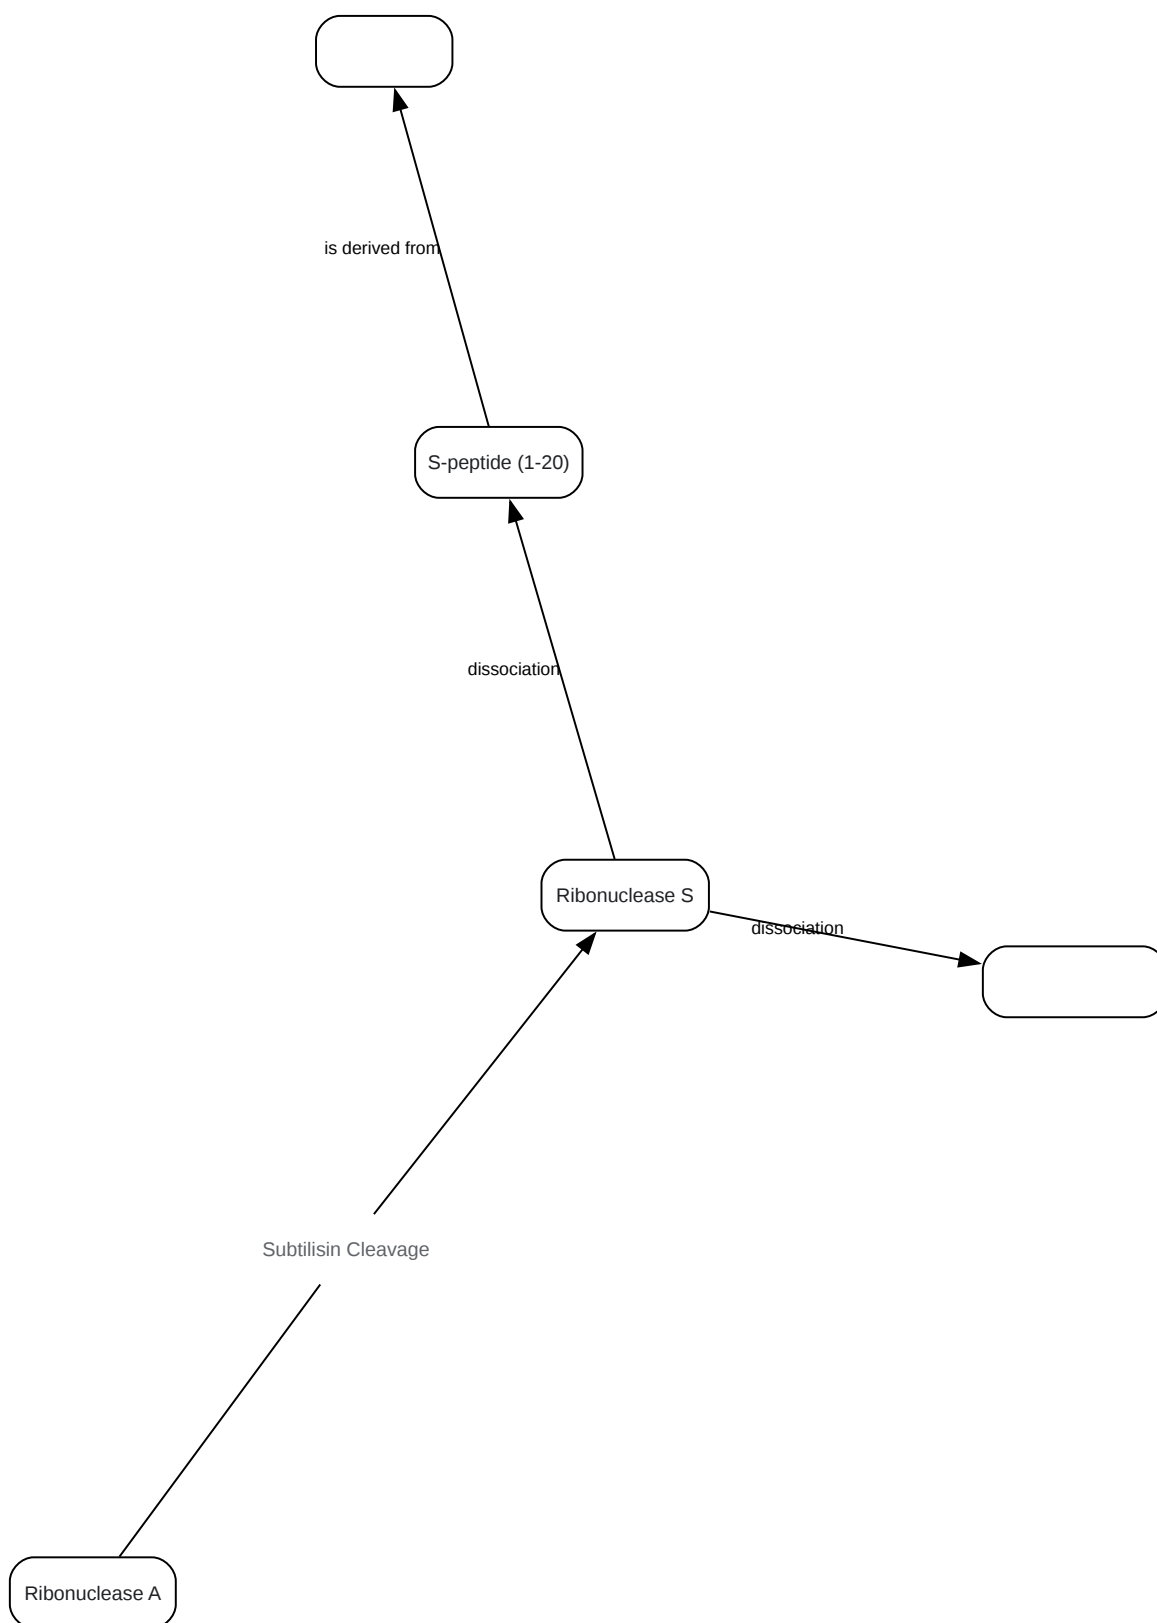 is derived from
S-peptide (1-20)
dissociation
Ribonuclease S
dissociation
Subtilisin Cleavage
Ribonuclease A